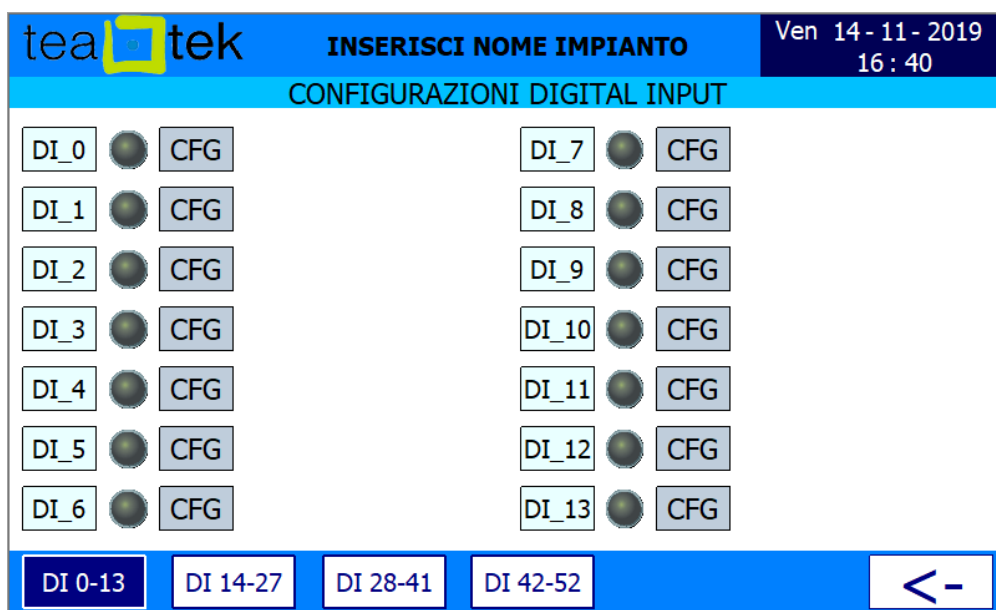 teatek
INSERISCI NOME IMPIANTO
Ven 14 - 11 - 2019
16 : 40
CONFIGURAZIONI DIGITAL INPUT
DI_0 CFG
DI_1 CFG
DI_2 CFG
DI_3 CFG
DI_4 CFG
DI_5 CFG
DI_6 CFG
DI_7 CFG
DI_8 CFG
DI_9 CFG
DI_10 CFG
DI_11 CFG
DI_12 CFG
DI_13 CFG
DI 0-13 DI 14-27 DI 28-41 DI 42-52 <-